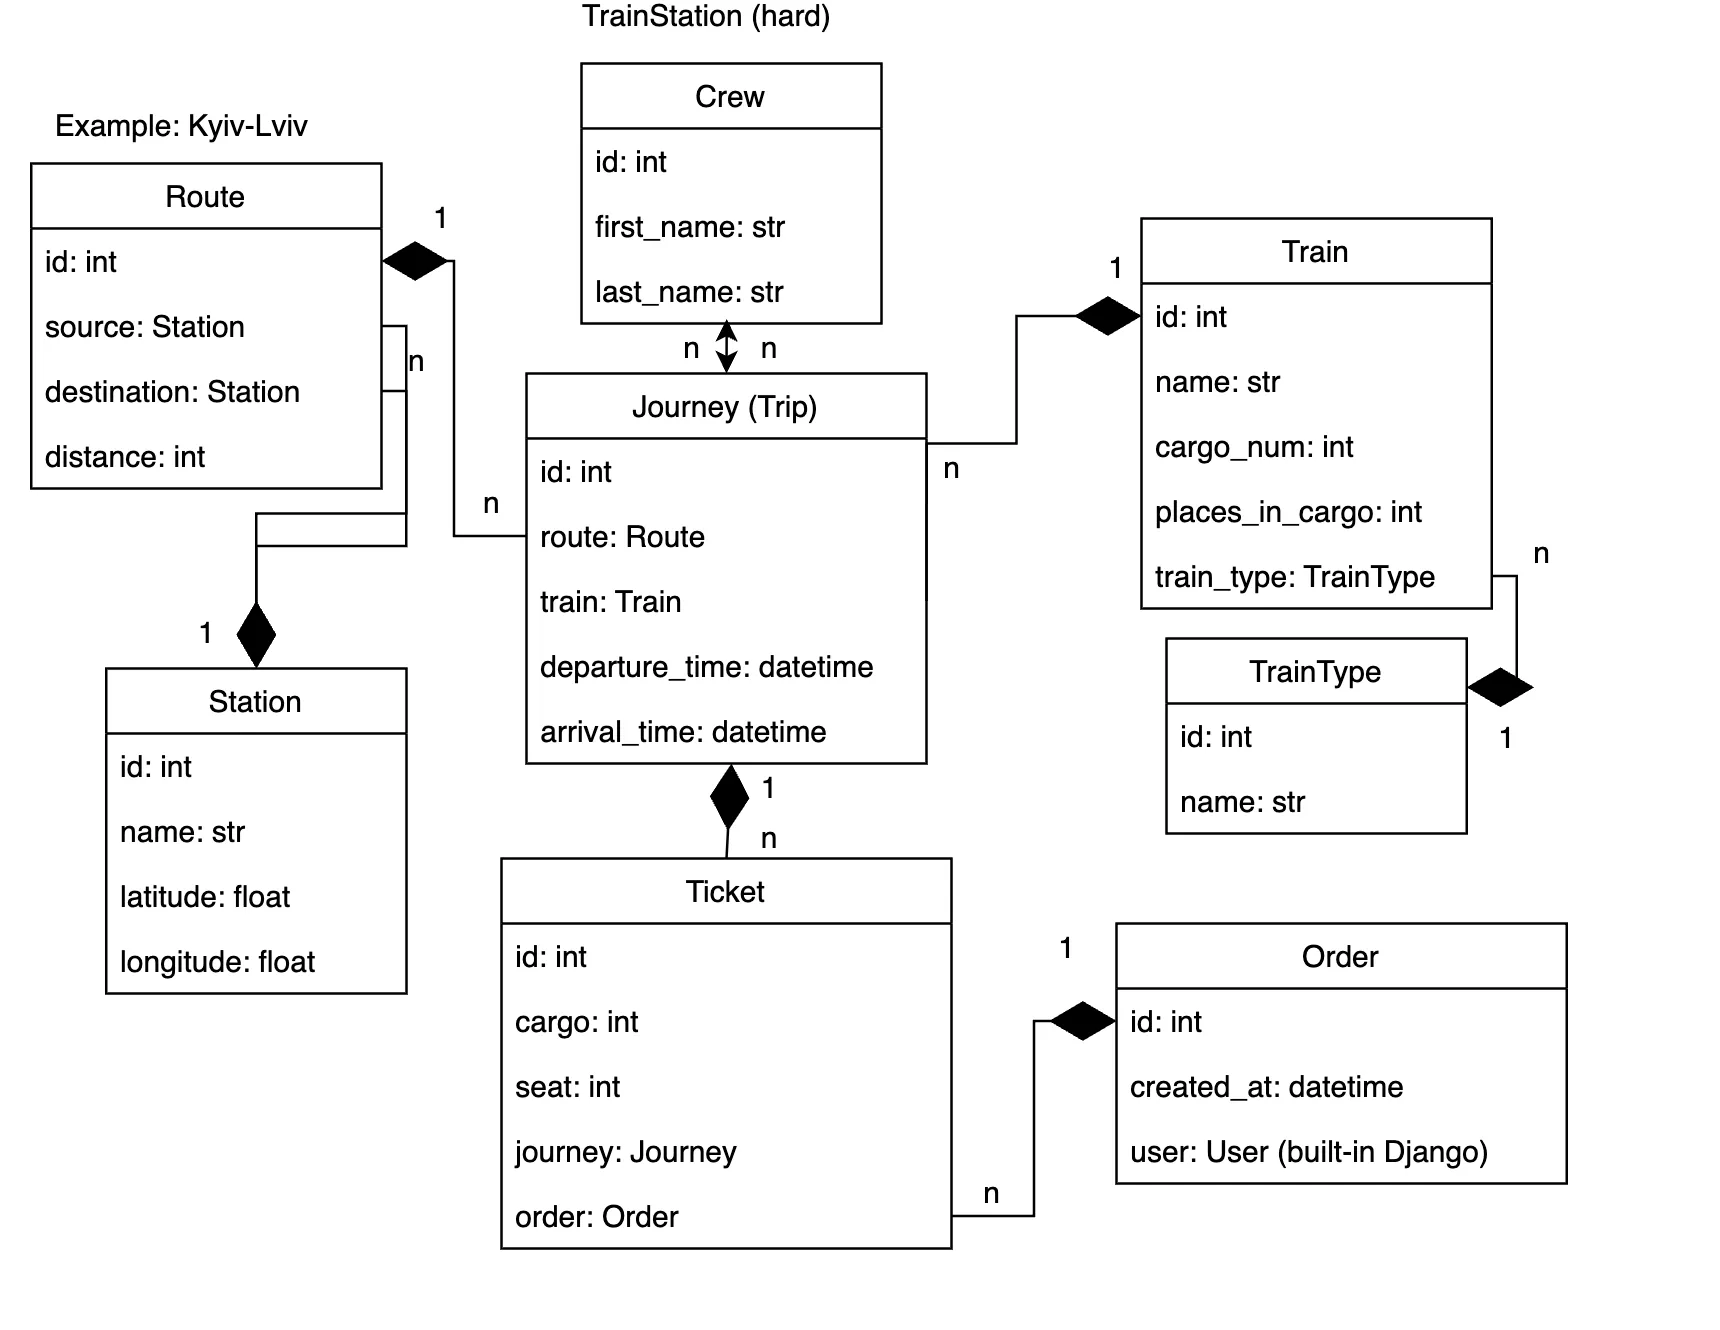 TrainStation (hard)
Crew
id: int
first_name: str
last_name: str
n
n
Example: Kyiv-Lviv
Route
id: int
source: Station
destination: Station
distance: int
1
n
n
Journey (Trip)
id: int
route: Route
train: Train
departure_time: datetime
arrival_time: datetime
n
1
Train
id: int
name: str
cargo_num: int
places_in_cargo: int
train_type: TrainType
n
TrainType
id: int
name: str
1
1
Station
id: int
name: str
latitude: float
longitude: float
1
n
Ticket
id: int
cargo: int
seat: int
journey: Journey
order: Order
n
1
Order
id: int
created_at: datetime
user: User (built-in Django)